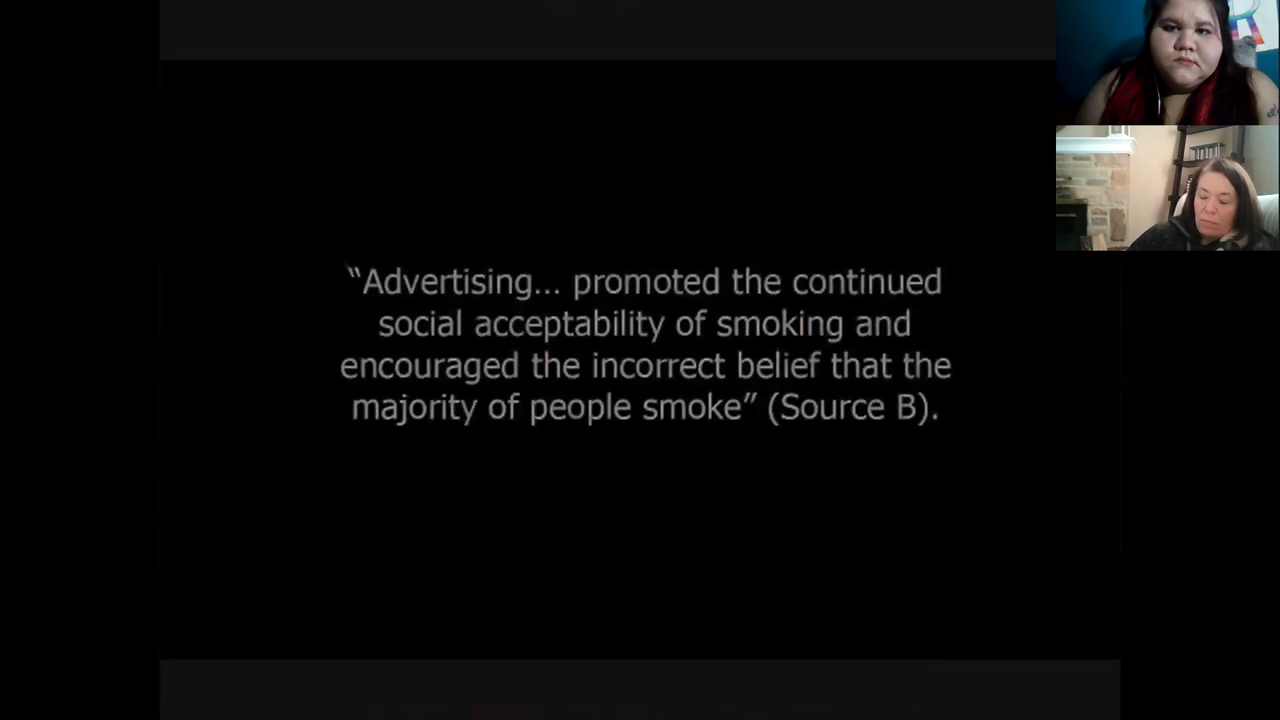 “Advertising... promoted the continued
social acceptability of smoking and
encouraged the incorrect belief that the
majority of people smoke” (Source B).